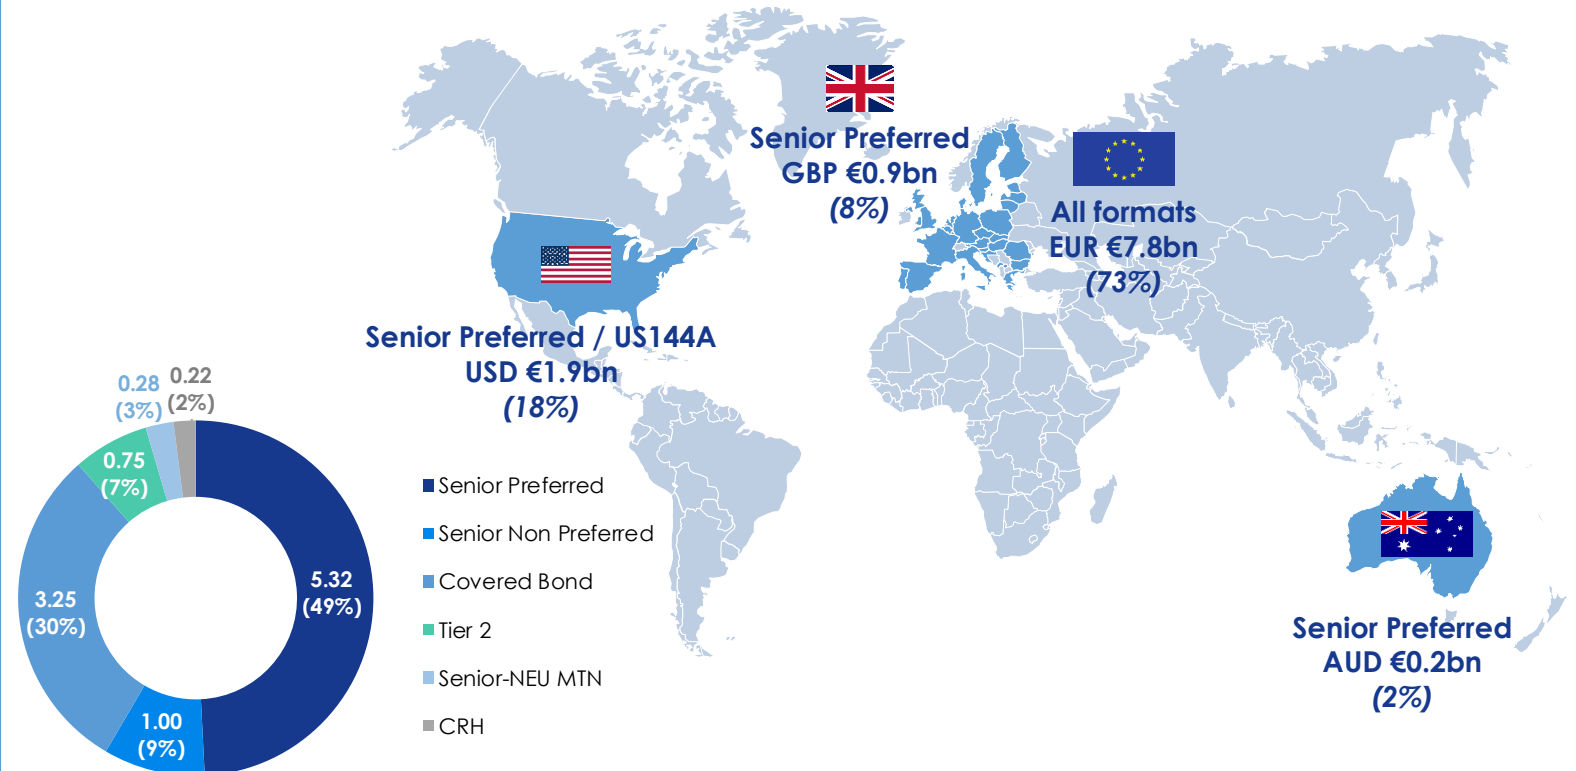 Senior Preferred
GBP €0.9bn
(8%)
All formats
EUR €7.8bn
(73%)
Senior Preferred / US144A
USD €1.9bn
(18%)
0.28
(3%)
0.22
(2%)
0.75
(7%)
3.25
(30%)
5.32
(49%)
1.00
(9%)
Senior Preferred
Senior Non Preferred
Covered Bond
Tier 2
Senior-NEU MTN
CRH
Senior Preferred
AUD €0.2bn
(2%)